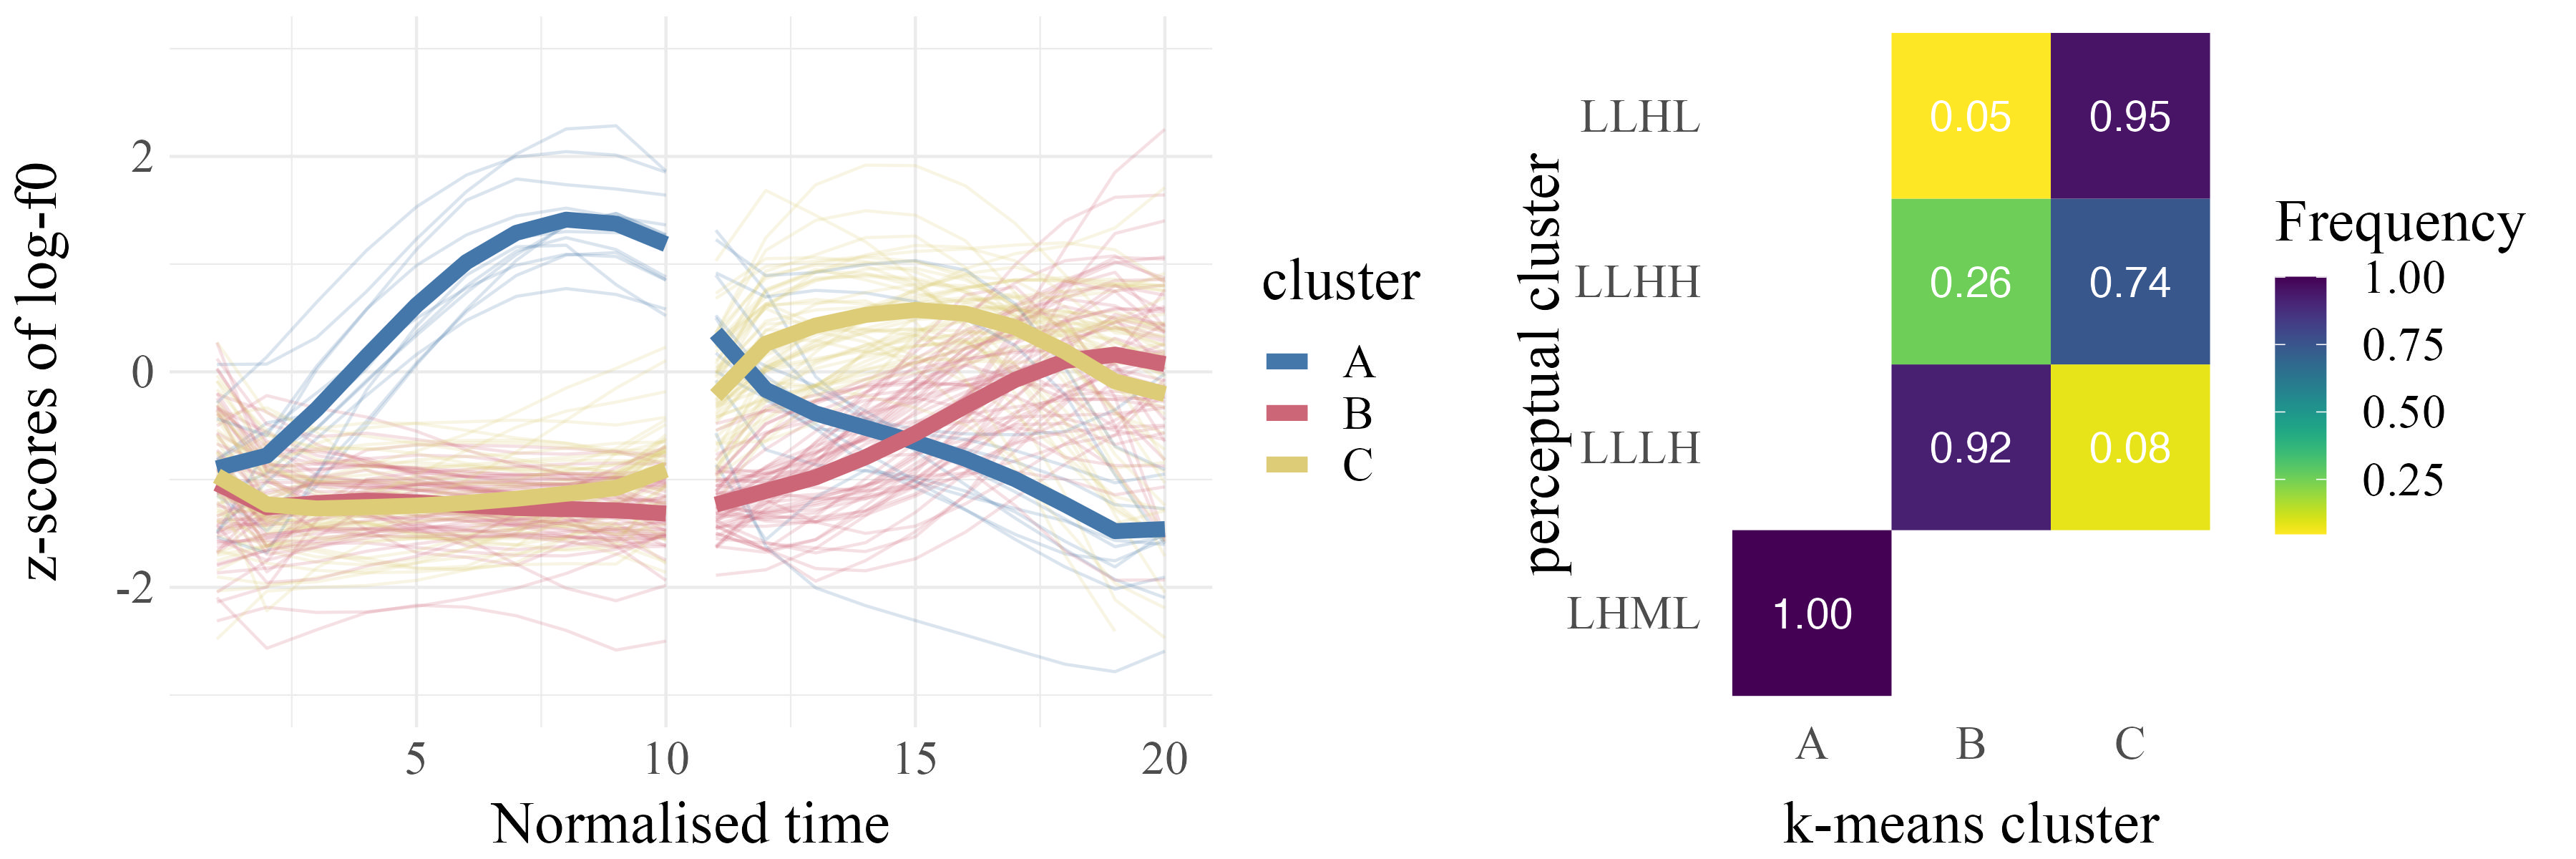 z-scores of log-f0
2
0
-2
5 10 15 20
Normalised time
cluster
A
B
C
perceptual cluster
LLHL 0.05 0.95
LLHH 0.26 0.74
LLLH 0.92 0.08
LHML 1.00
A B C
k-means cluster
Frequency
1.00
0.75
0.50
0.25